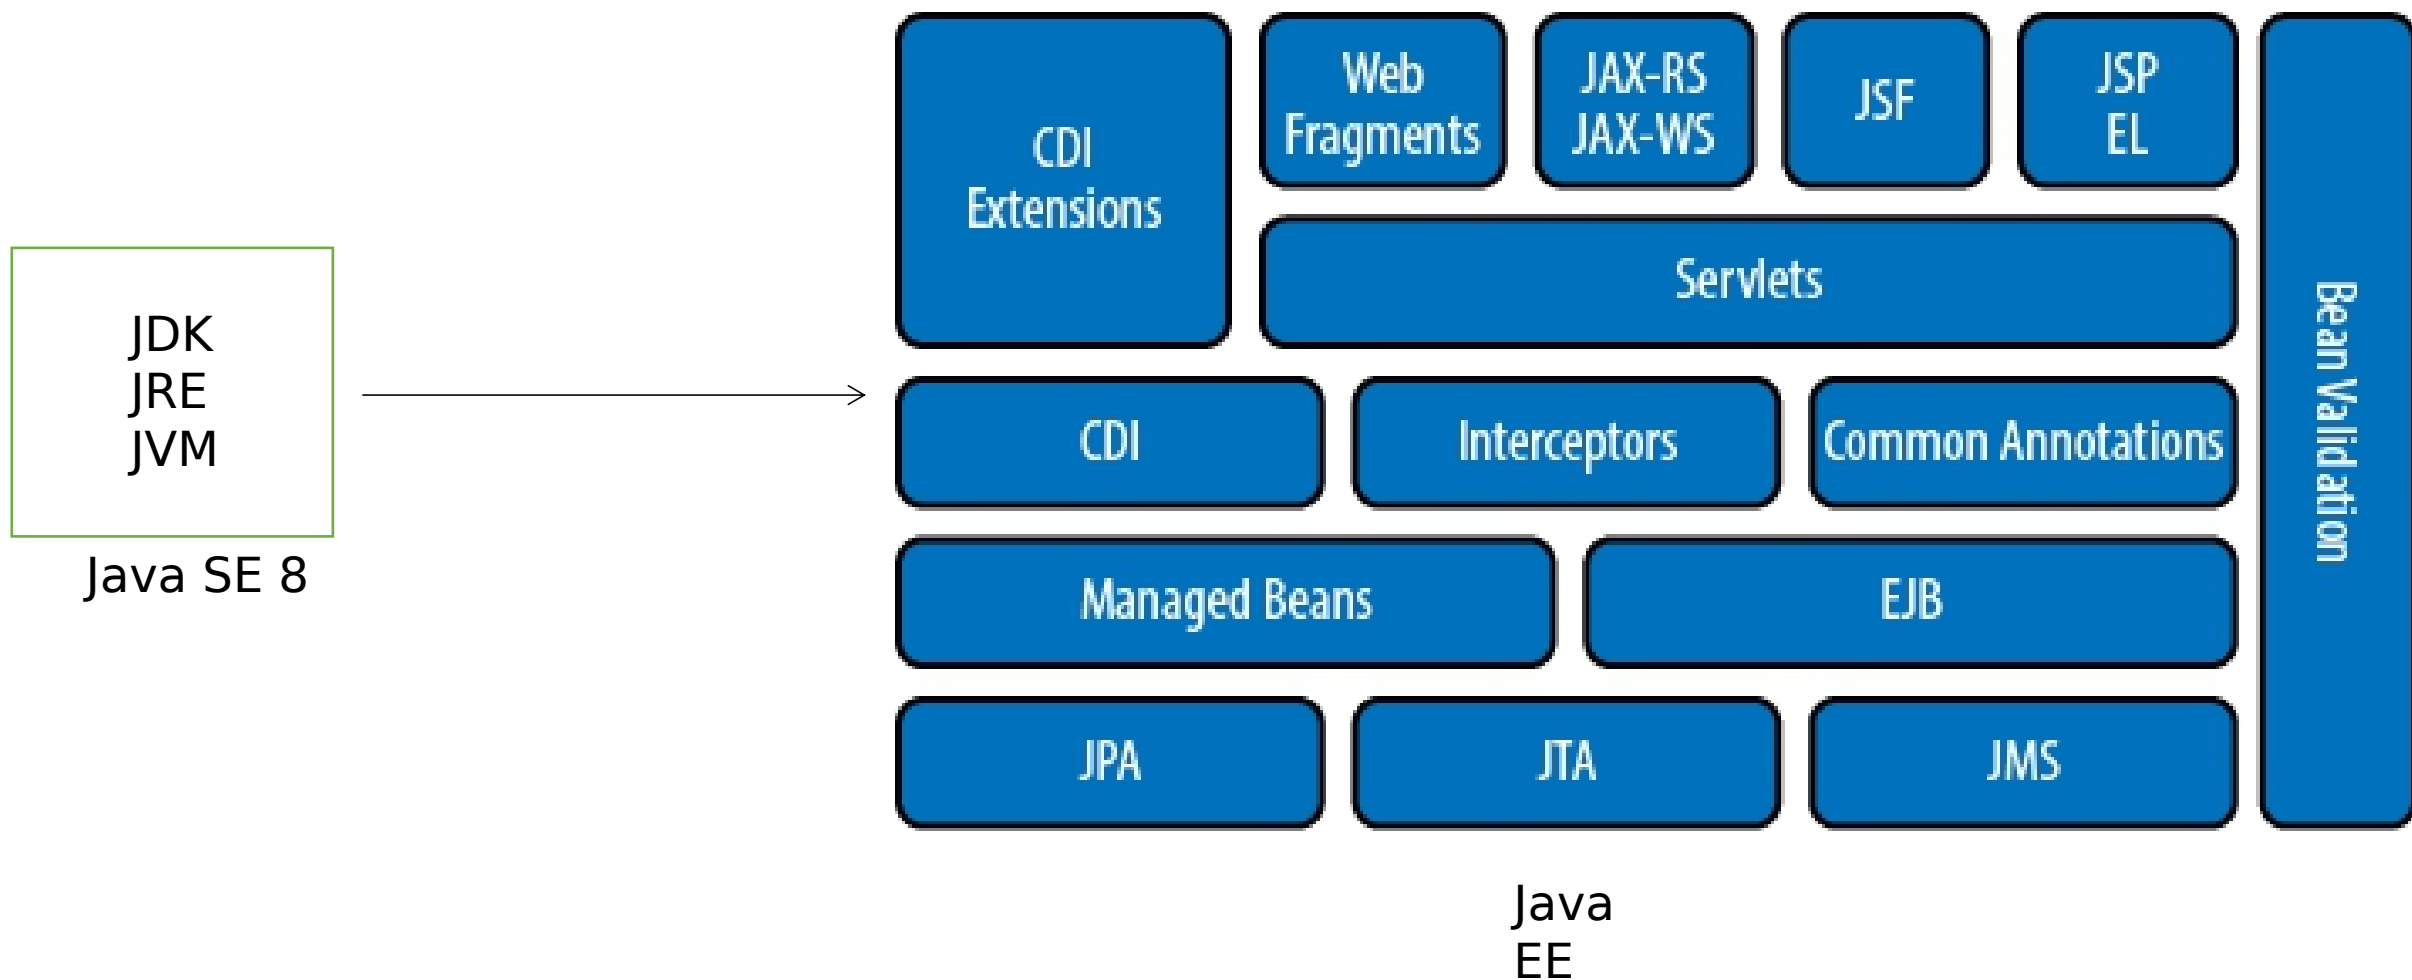 JDK
JRE
JVM
Java SE 8
CDI
Extensions
Web
Fragments
JAX-RS
JAX-WS
JSF
JSP
EL
Servlets
CDI
Interceptors
Common Annotations
Managed Beans
EJB
JPA
JTA
JMS
Bean Validation
Java
EE